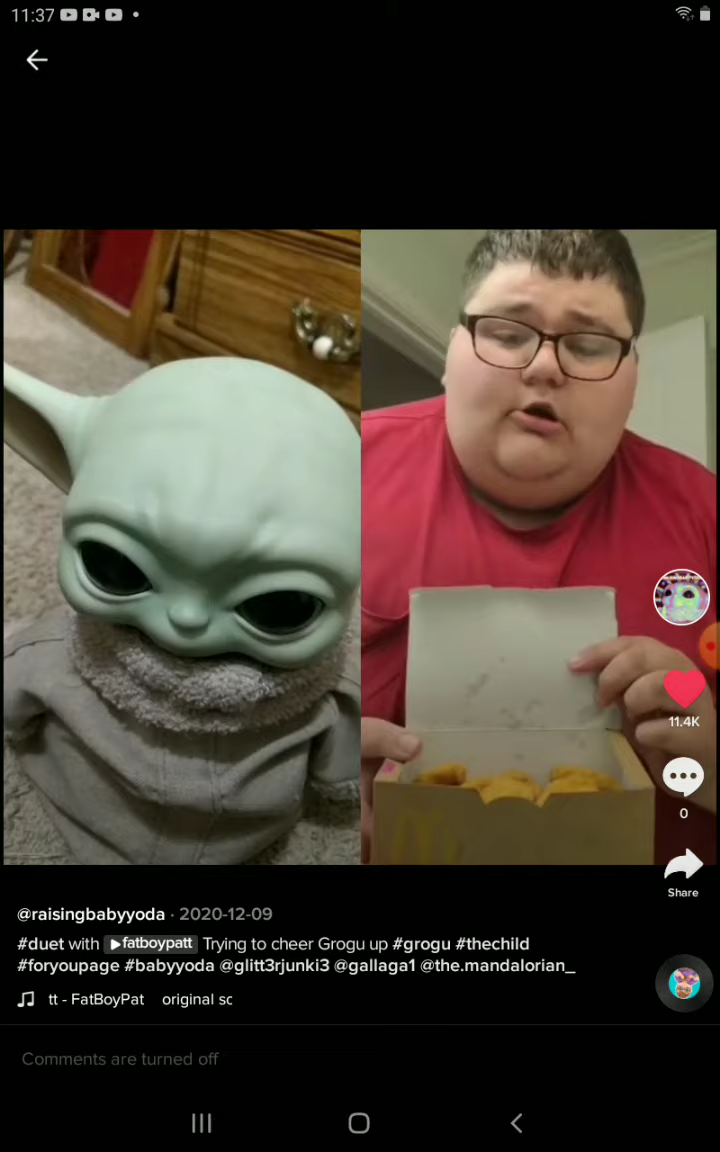 11:37
11.4K
0
Share
@raisingbabyyoda · 2020-12-09
#duet with fatboypatt Trying to cheer Grogu up #grogu #thechild
#foryoupage #babyyoda @glitt3rjunki3 @gallaga1 @the.mandalorian_
tt - FatBoyPat original sc
Comments are turned off